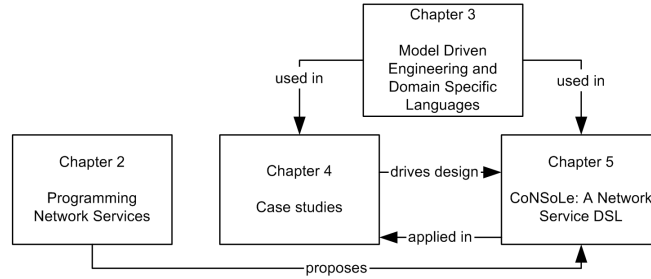 Chapter 3
Model Driven
Engineering and
Domain Specific
Languages
used in
used in
Chapter 2
Programming
Network Services
Chapter 4
Case studies
drives design
applied in
Chapter 5
CoNSoLe: A Network
Service DSL
proposes